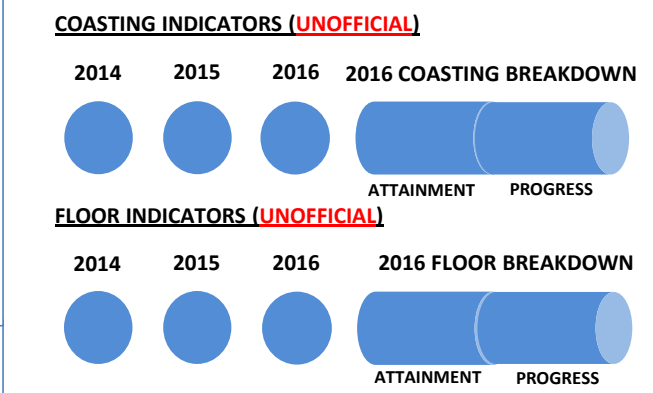 COASTING INDICATORS (UNOFFICIAL)
2014 2015 2016 2016 COASTING BREAKDOWN
ATTAINMENT PROGRESS
FLOOR INDICATORS (UNOFFICIAL)
2014 2015 2016 2016 FLOOR BREAKDOWN
ATTAINMENT PROGRESS